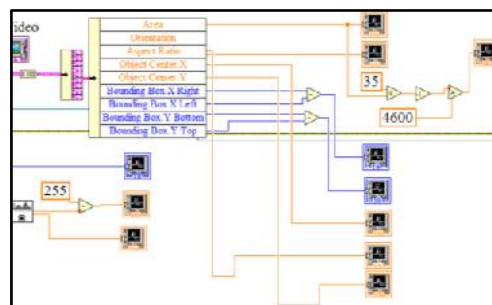 ideo
Area
Orientation
Aspect Ratio
Object Center.X
Object Center.Y
Bounding Box.X Right
Bounding Box.X Left
Bounding Box.Y Bottom
Bounding Box.Y Top
35
4600
255